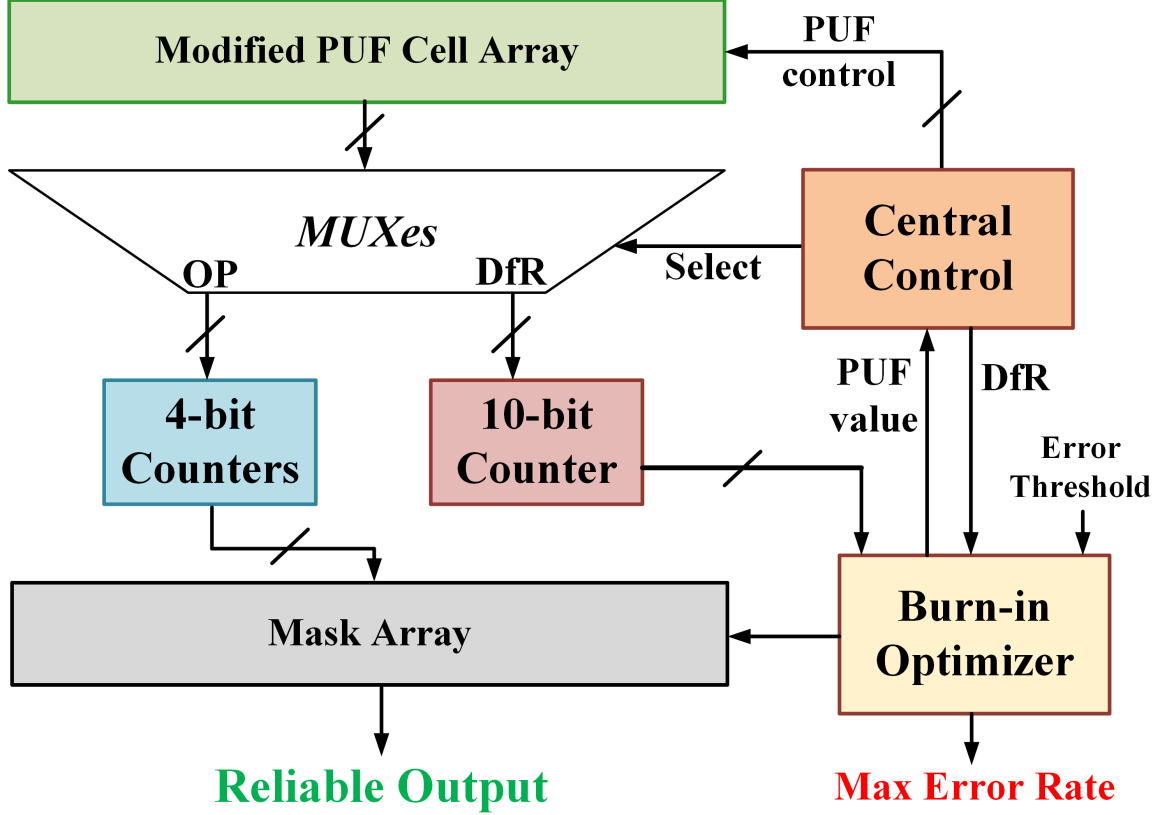 Modified PUF Cell Array
PUF
control
MUXes
OP
DfR
Select
Central
Control
4-bit
Counters
10-bit
Counter
PUF
value
DfR
Error
Threshold
Mask Array
Burn-in
Optimizer
Reliable Output
Max Error Rate